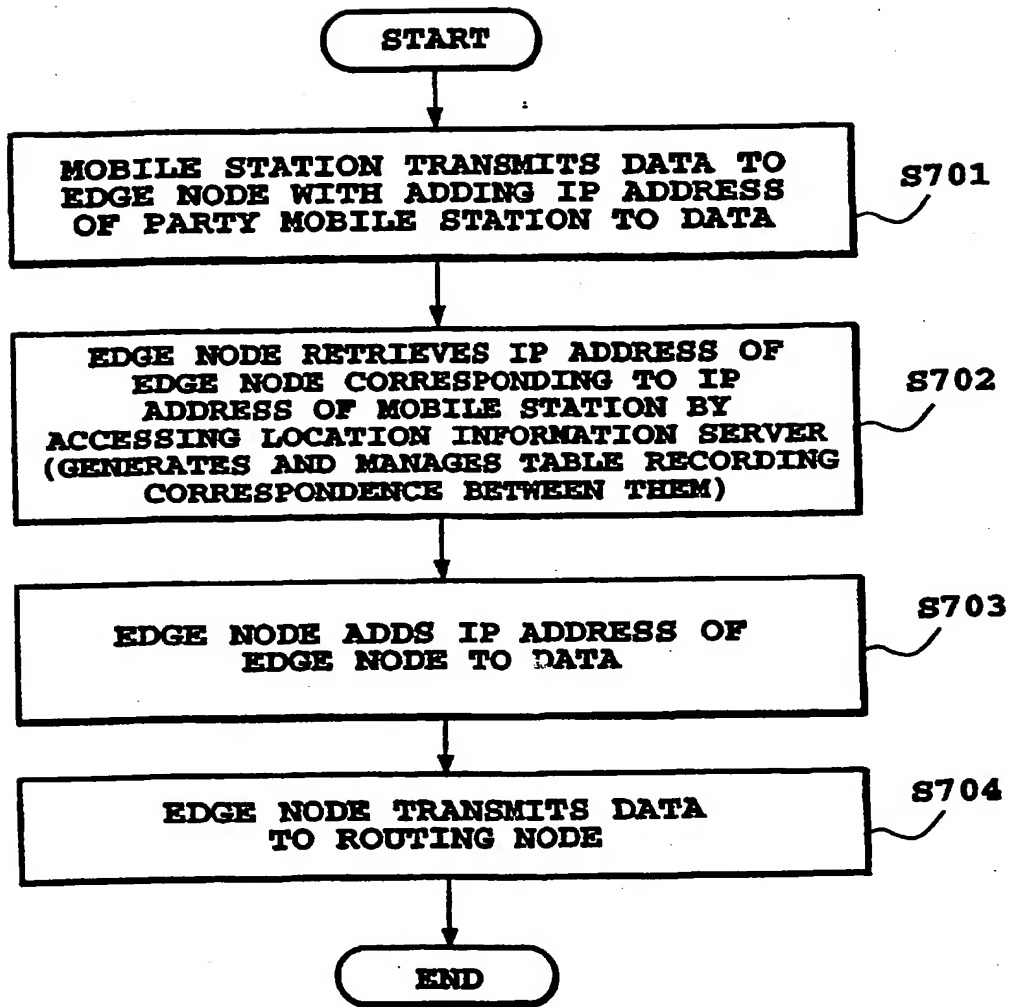 START
MOBILE STATION TRANSMITS DATA TO
EDGE NODE WITH ADDING IP ADDRESS
OF PARTY MOBILE STATION TO DATA
S701
EDGE NODE RETRIEVES IP ADDRESS OF
EDGE NODE CORRESPONDING TO IP
ADDRESS OF MOBILE STATION BY
ACCESSING LOCATION INFORMATION SERVER
(GENERATES AND MANAGES TABLE RECORDING
CORRESPONDENCE BETWEEN THEM)
S702
EDGE NODE ADDS IP ADDRESS OF
EDGE NODE TO DATA
S703
EDGE NODE TRANSMITS DATA
TO ROUTING NODE
S704
END